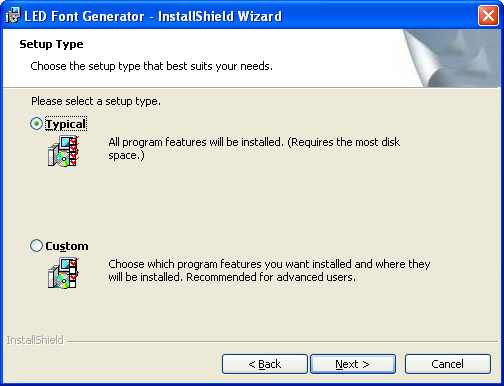 LED Font Generator - InstallShield Wizard
Setup Type
Choose the setup type that best suits your needs.
Please select a setup type.
Typical
All program features will be installed. (Requires the most disk
space.)
Custom
Choose which program features you want installed and where they
will be installed. Recommended for advanced users.
InstallShield
< Back
Next >
Cancel